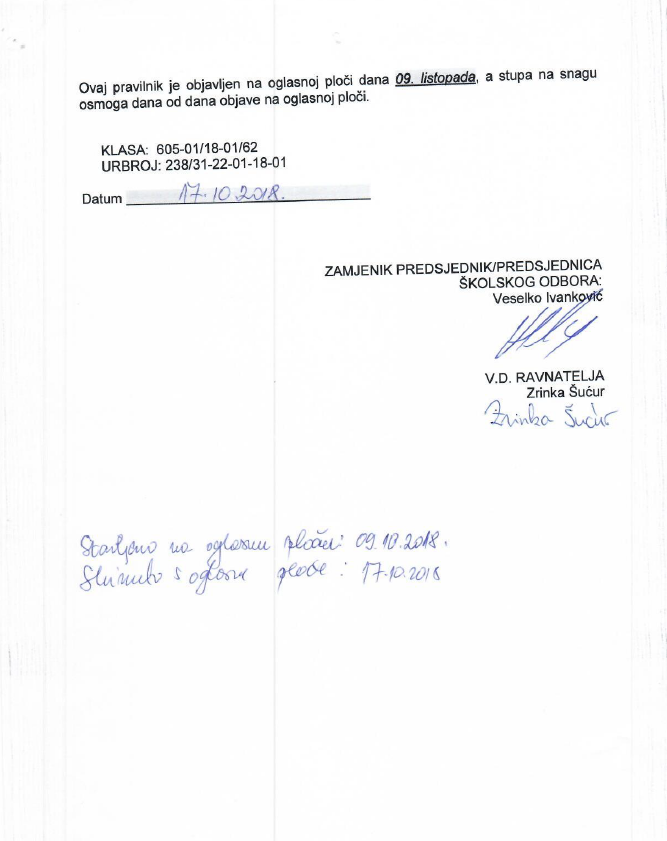 Ovaj pravilnik je objavljen na oglasnoj ploči dana 09. listopada, a stupa na snagu
osmoga dana od dana objave na oglasnoj ploči.
KLASA: 605-01/18-01/62
URBROJ: 238/31-22-01-18-01
Datum 17.10.2018.
ZAMJENIK PREDSJEDNIK/PREDSJEDNICA
ŠKOLSKOG ODBORA:
Veselko Ivanković
V.D. RAVNATELJA
Zrinka Šućur
Zrinka Šućur
Stavljeno na oglasnu ploču: 09.10.2018.
Skinuto s oglasne ploče : 17.10.2018